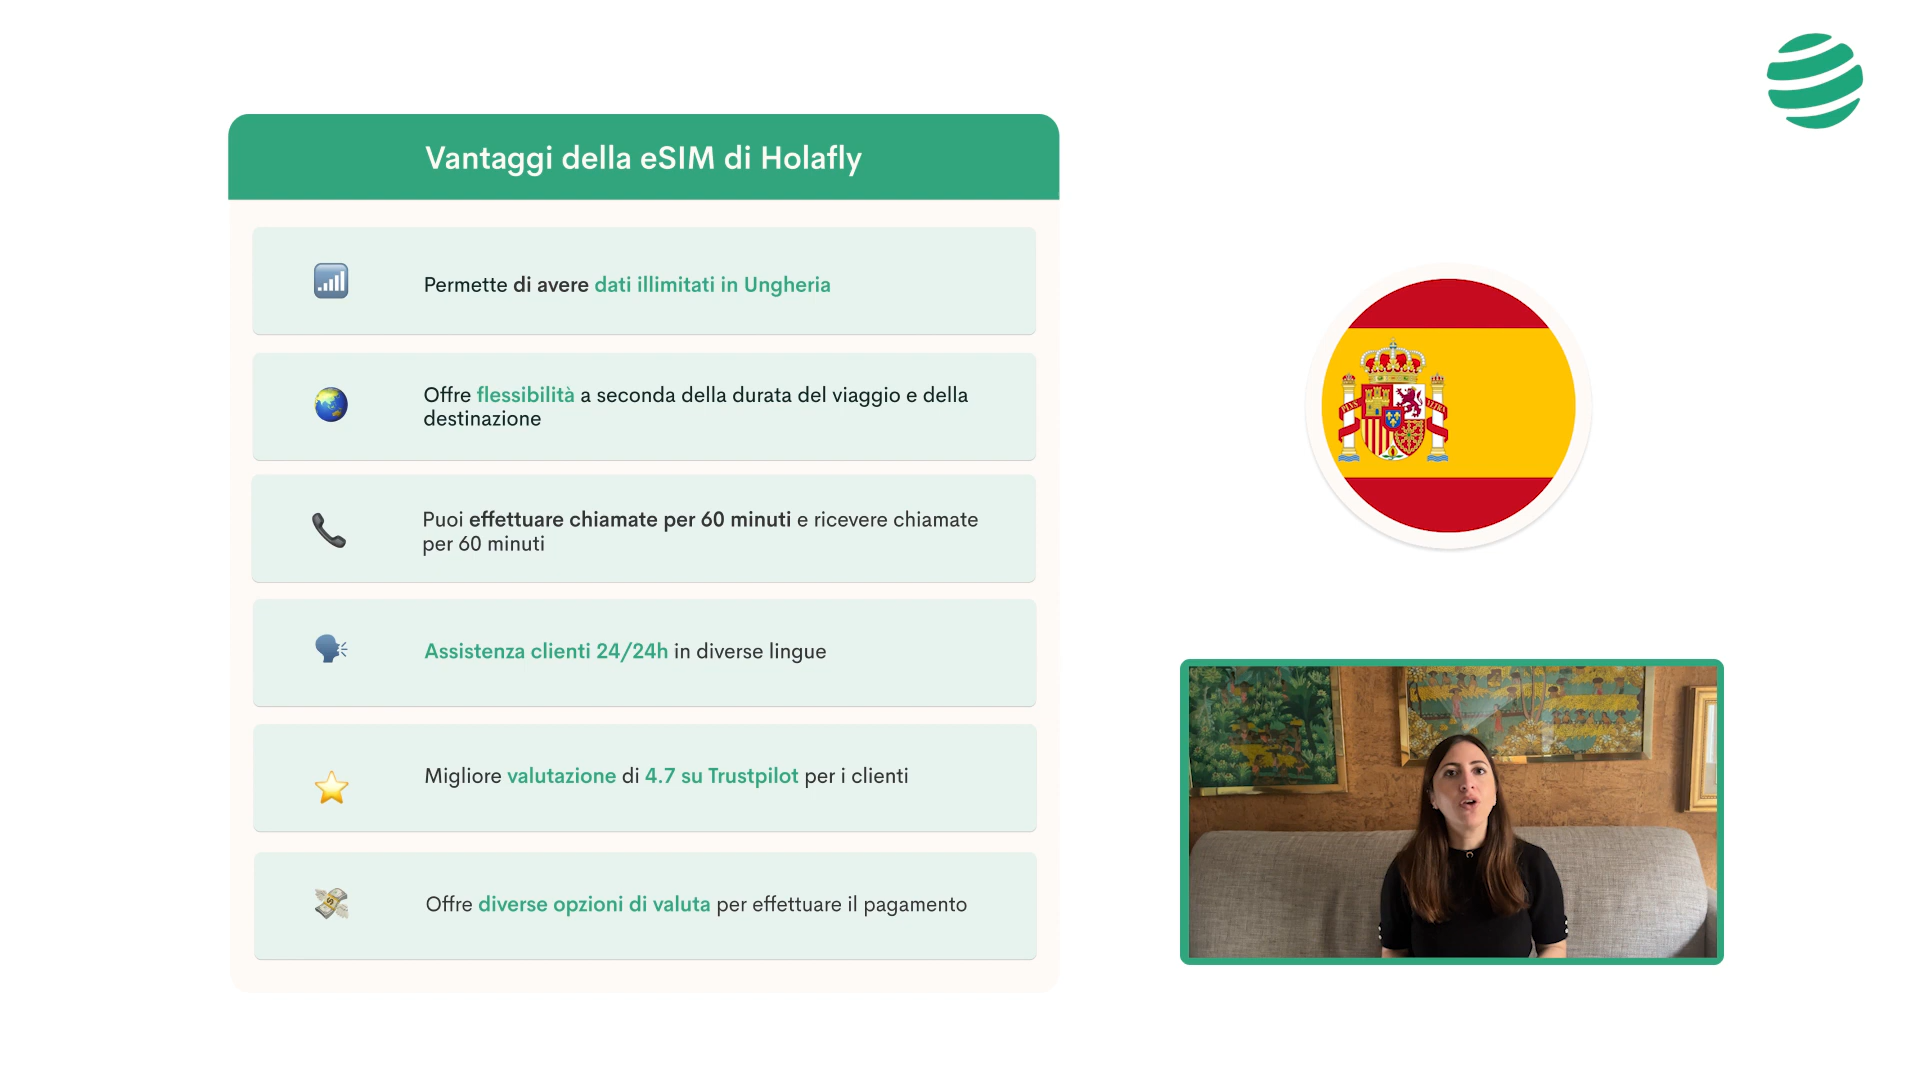 Vantaggi della eSIM di Holafly
Permette di avere dati illimitati in Ungheria
Offre flessibilità a seconda della durata del viaggio e della
destinazione
Puoi effettuare chiamate per 60 minuti e ricevere chiamate
per 60 minuti
Assistenza clienti 24/24h in diverse lingue
Migliore valutazione di 4.7 su Trustpilot per i clienti
Offre diverse opzioni di valuta per effettuare il pagamento